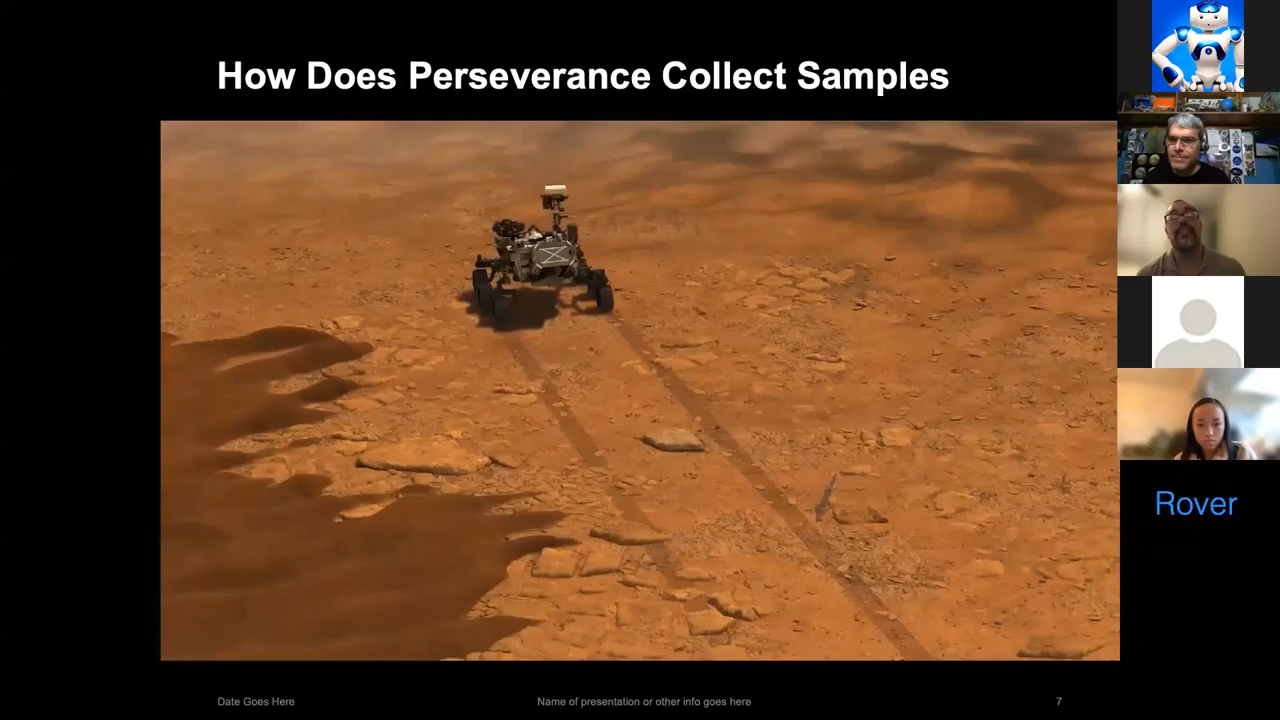 How Does Perseverance Collect Samples
Rover
Date Goes Here
Name of presentation or other info goes here
7